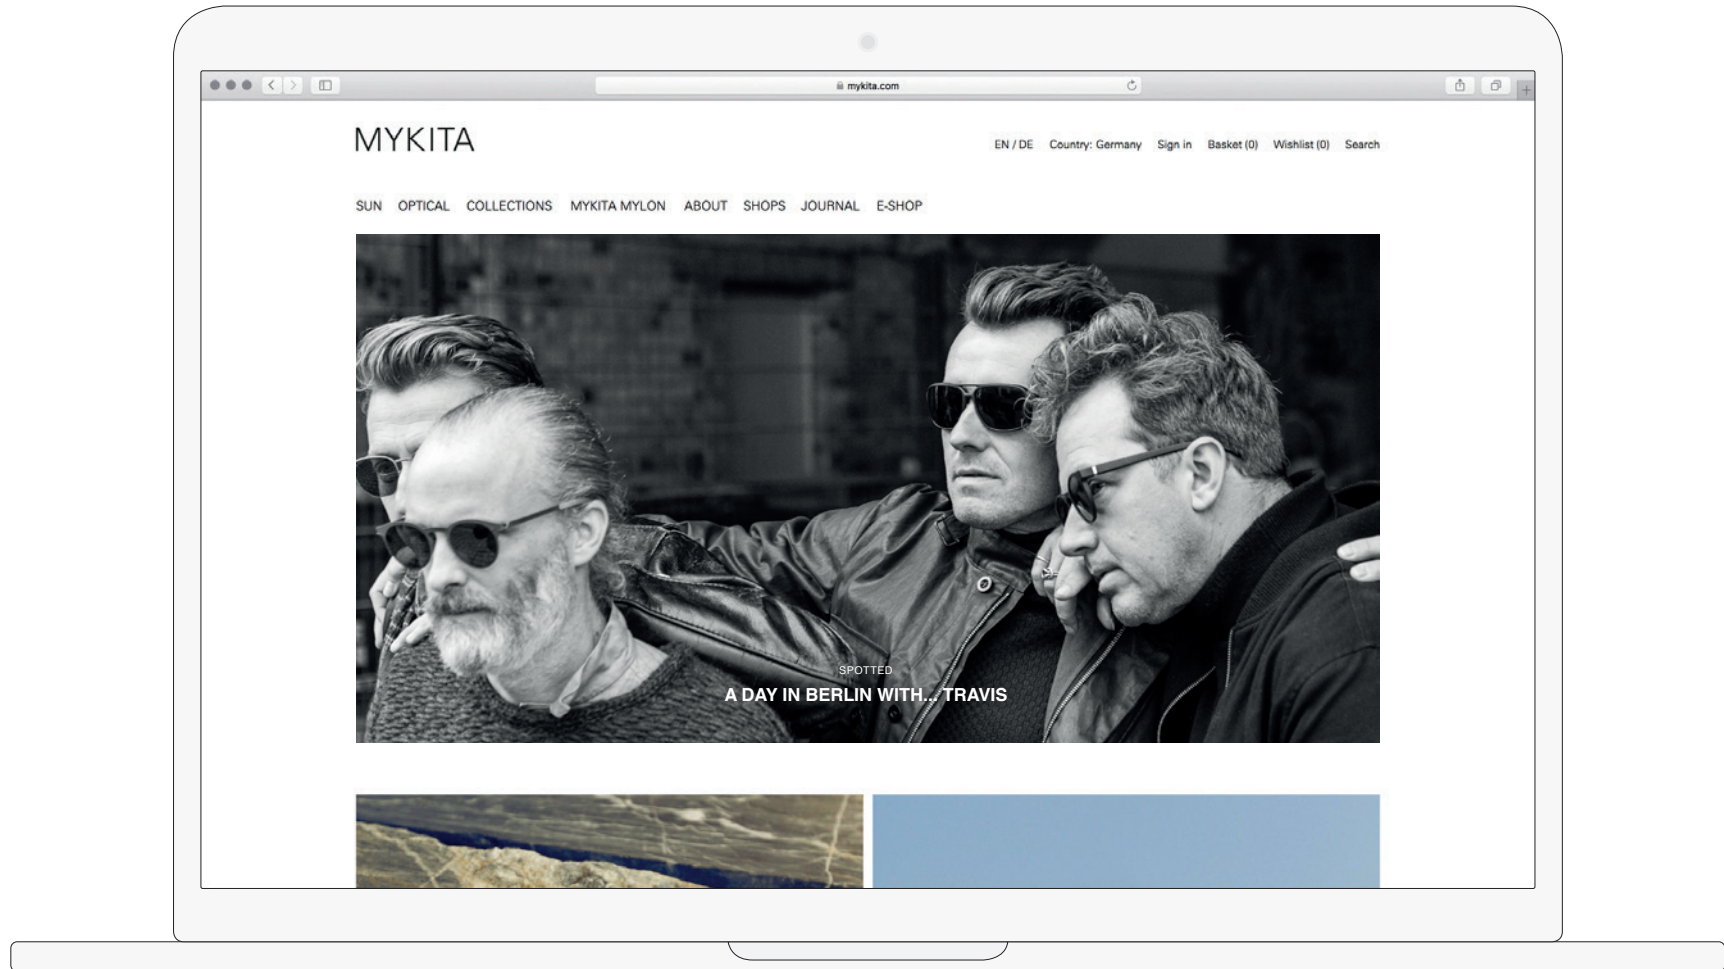 mykita.com
MYKITA
EN / DE Country: Germany Sign in Basket (0) Wishlist (0) Search
SUN OPTICAL COLLECTIONS MYKITA MYLON ABOUT SHOPS JOURNAL E-SHOP
SPOTTED
A DAY IN BERLIN WITH... TRAVIS